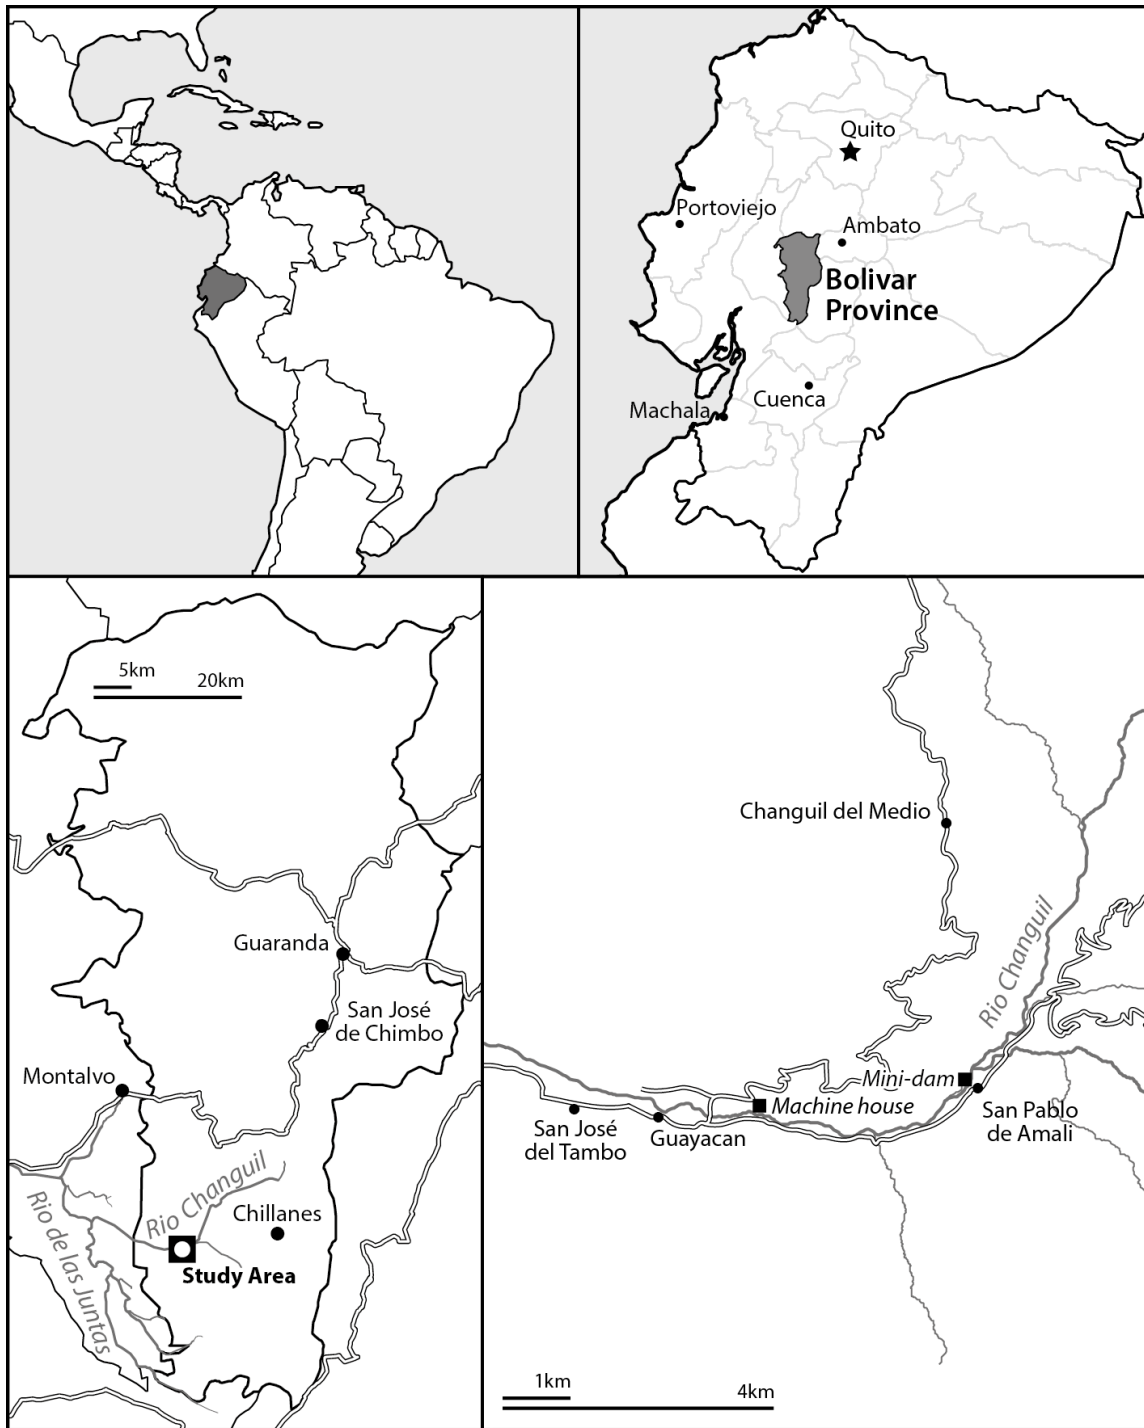 Quito
Portoviejo
Ambato
Bolivar
Province
Machala
Cuenca
5km
20km
Guaranda
San José
de Chimbo
Montalvo
Rio Changuil
Chillanes
Rio de las Juntas
Study Area
Changuil del Medio
Rio Changuil
Mini-dam
Machine house
San Pablo
de Amali
San José
del Tambo
Guayacan
1km
4km